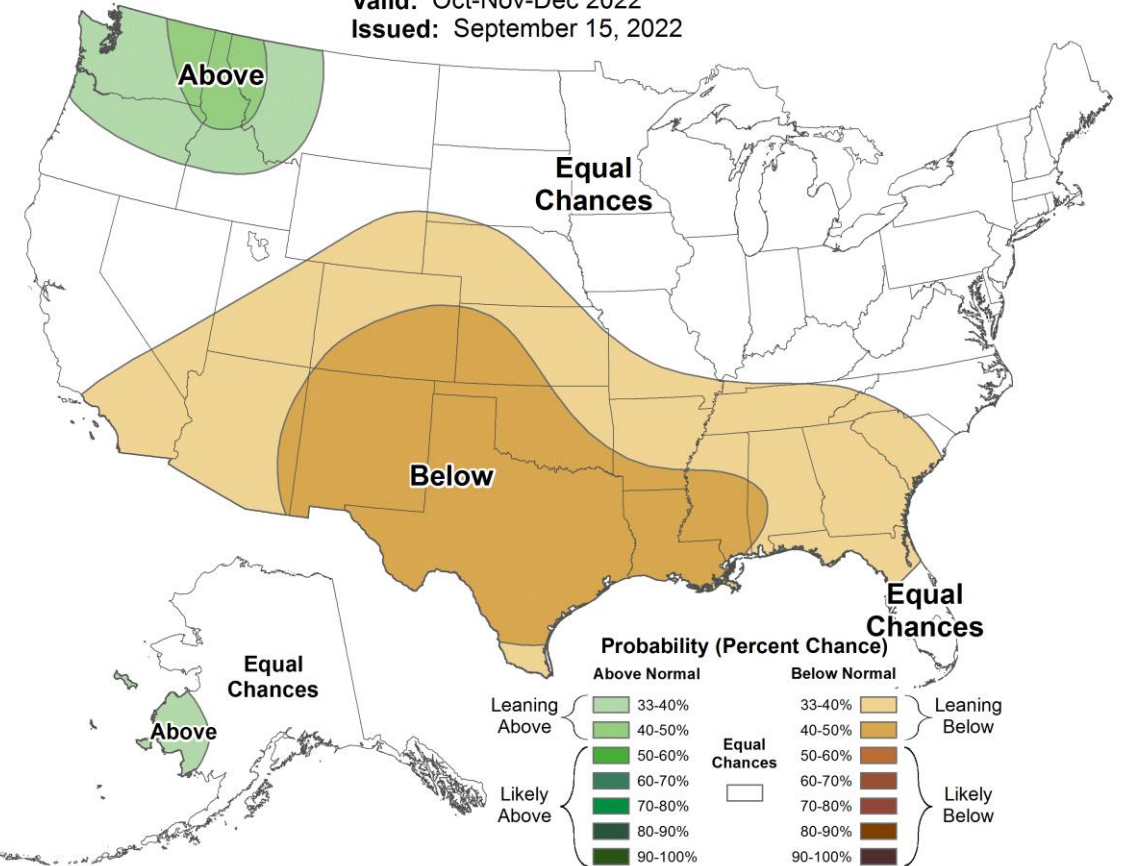 Valid: Oct-Nov-Dec 2022
Issued: September 15, 2022
Above
Equal
Chances
Below
Equal
Chances
Equal
Chances
Above
Probability (Percent Chance)
Above Normal
Below Normal
Leaning
Above
33-40%
40-50%
50-60%
60-70%
70-80%
80-90%
90-100%
Likely
Above
Equal
Chances
33-40%
40-50%
50-60%
60-70%
70-80%
80-90%
90-100%
Leaning
Below
Likely
Below